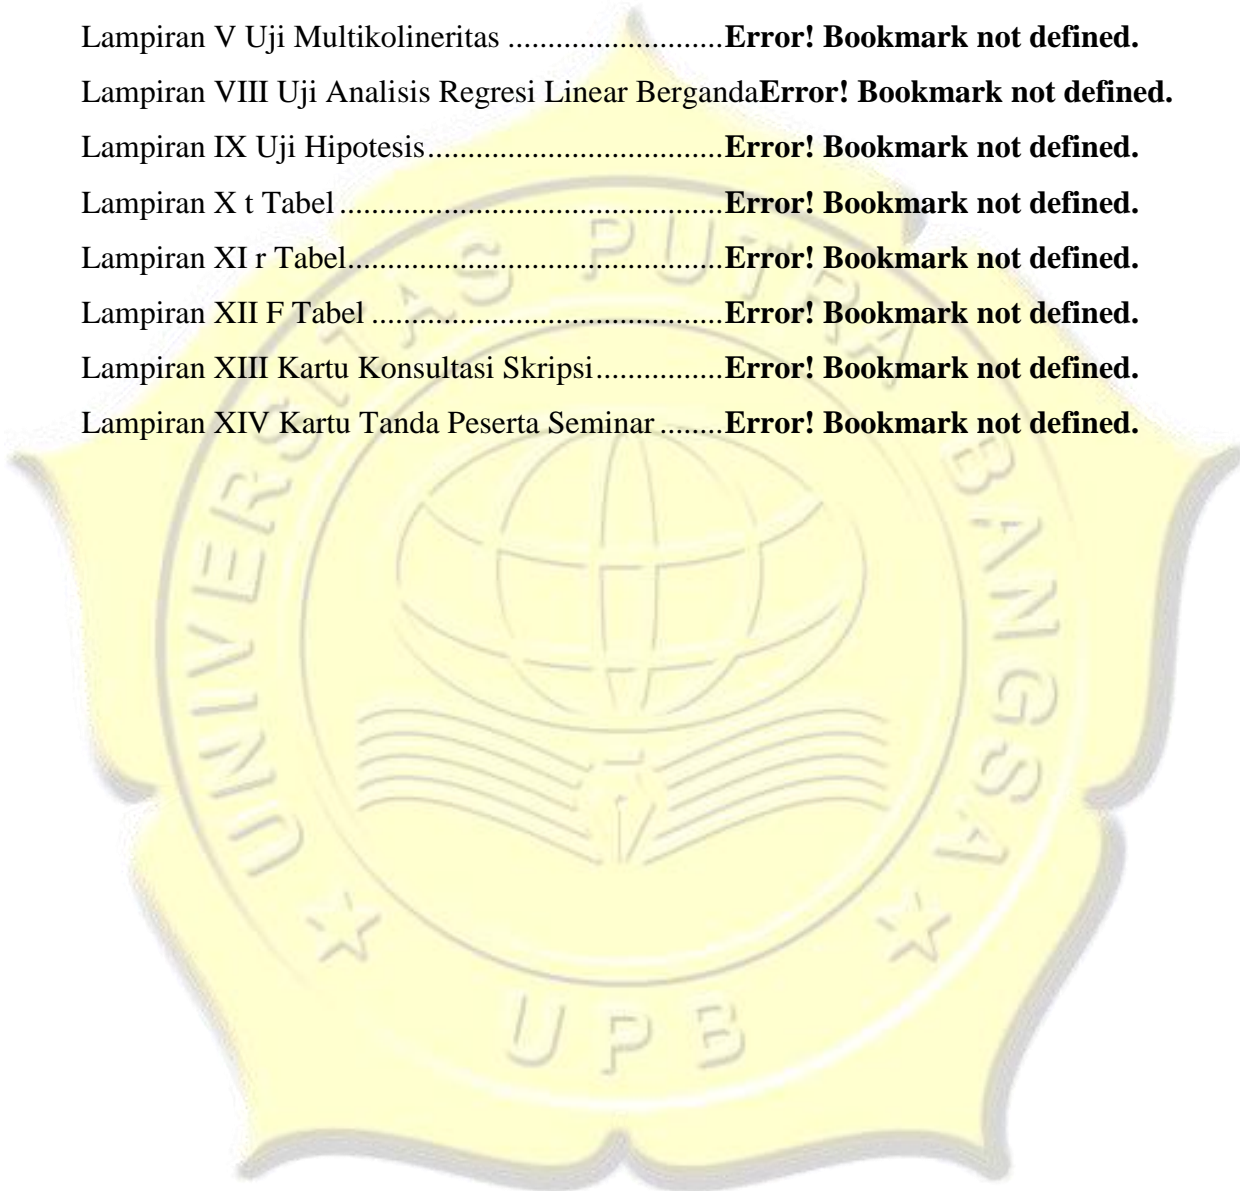 Lampiran V Uji Multikolineritas ...........................Error! Bookmark not defined.
Lampiran VIII Uji Analisis Regresi Linear BergandaError! Bookmark not defined.
Lampiran IX Uji Hipotesis.....................................Error! Bookmark not defined.
Lampiran X t Tabel................................................Error! Bookmark not defined.
Lampiran XI r Tabel...............................................Error! Bookmark not defined.
Lampiran XII F Tabel ............................................Error! Bookmark not defined.
Lampiran XIII Kartu Konsultasi Skripsi................Error! Bookmark not defined.
Lampiran XIV Kartu Tanda Peserta Seminar ........Error! Bookmark not defined.
UNIVERSITAS PUTRA BANGSA
UPB